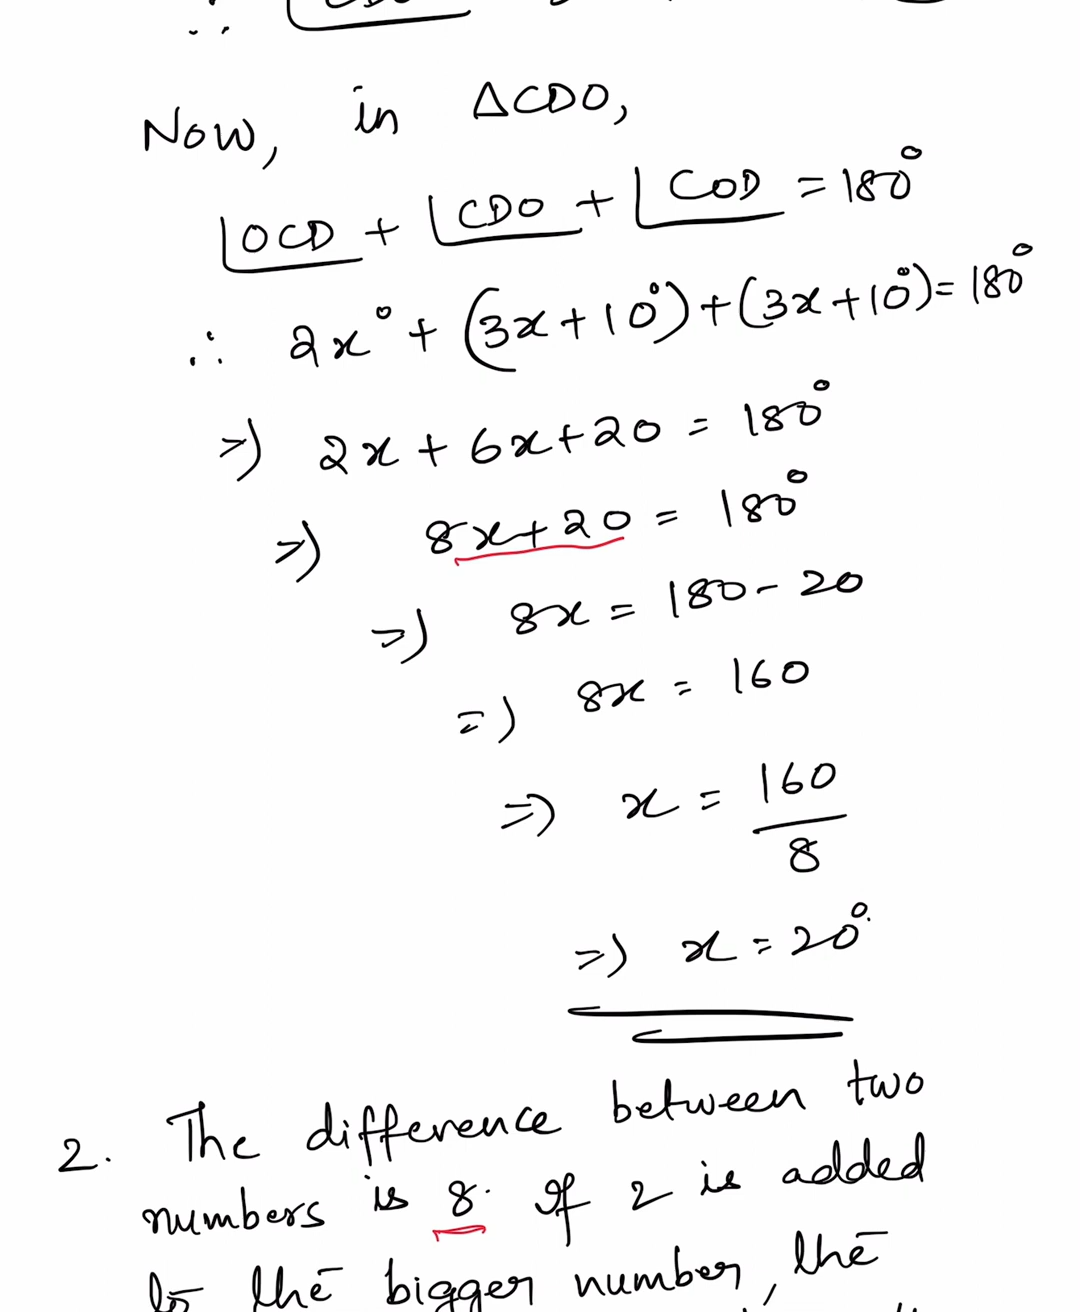 ∴ ∠CDO
Now, in ΔCDO,
∠OCD + ∠CDO + ∠COD = 180°
∴ 2x° + (3x+10°)+(3x+10°)= 180°
⇒ 2x + 6x+20 = 180°
⇒ 8x+20 = 180°
⇒ 8x = 180-20
⇒ 8x = 160
⇒ x = 160/8
⇒ x = 20°.
2. The difference between two
numbers is 8. If 2 is added
to the bigger number, the